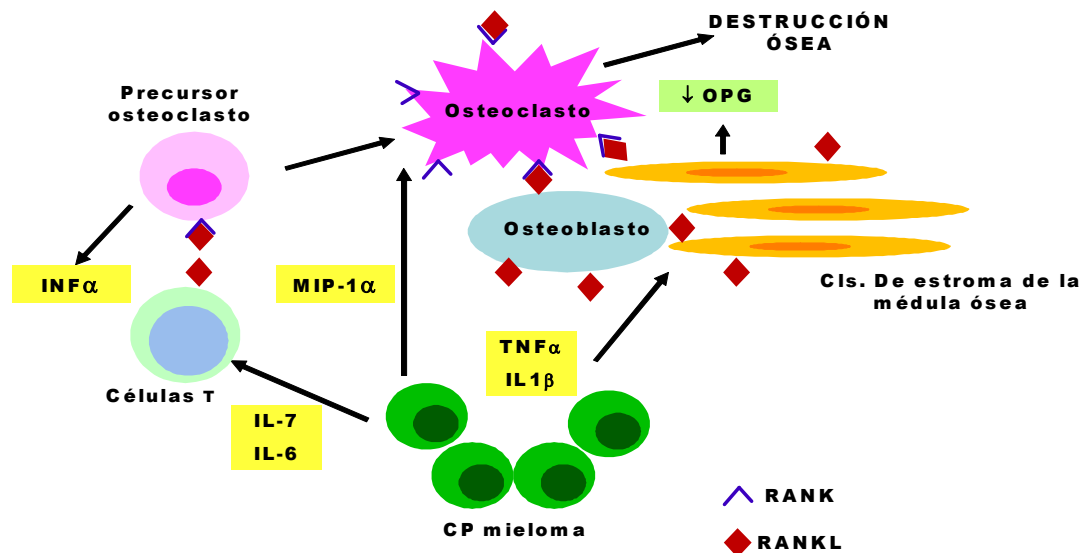 DESTRUCCIÓN
ÓSEA
Precursor
osteoclasto
Osteoclasto
↓ OPG
Osteoblasto
INFα
MIP-1α
Cls. De estroma de la
médula ósea
TNFα
IL1β
Células T
IL-7
IL-6
CP mieloma
RANK
RANKL